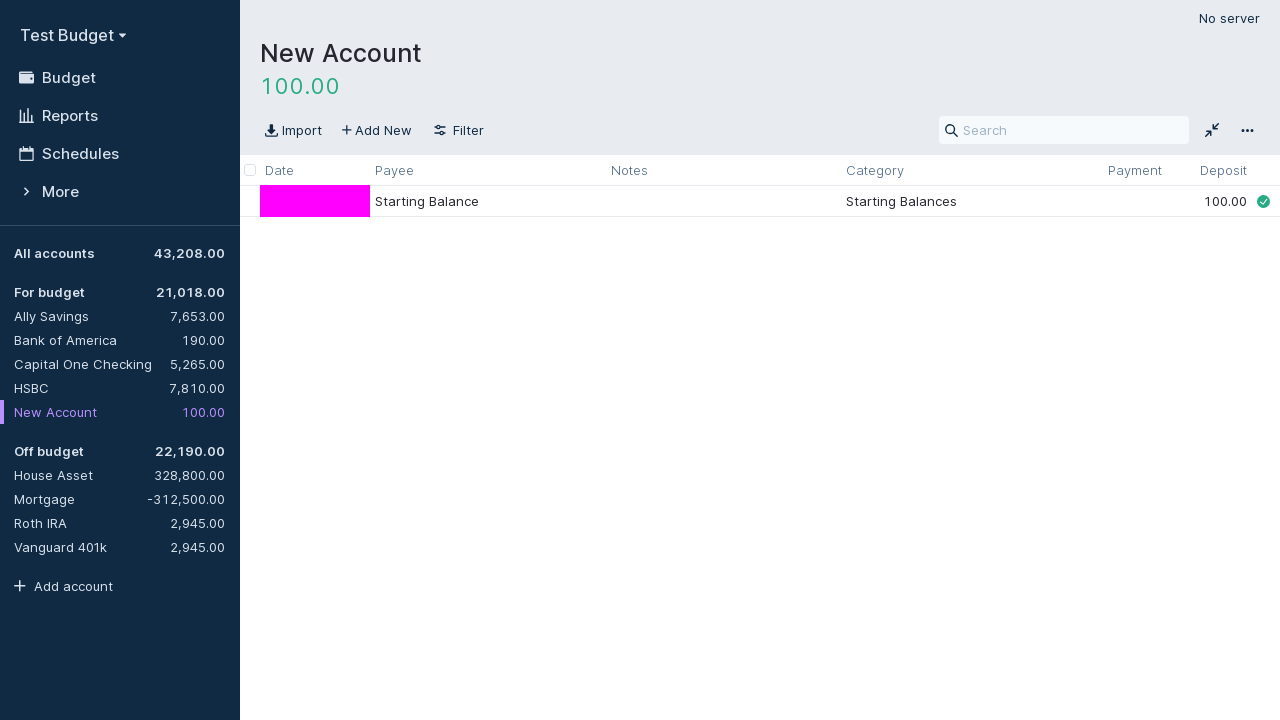 Test Budget
Budget
Reports
Schedules
More
All accounts 43,208.00
For budget 21,018.00
Ally Savings 7,653.00
Bank of America 190.00
Capital One Checking 5,265.00
HSBC 7,810.00
New Account 100.00
Off budget 22,190.00
House Asset 328,800.00
Mortgage -312,500.00
Roth IRA 2,945.00
Vanguard 401k 2,945.00
Add account
No server
New Account
100.00
Import Add New Filter Search
Date Payee Notes Category Payment Deposit
Starting Balance Starting Balances 100.00